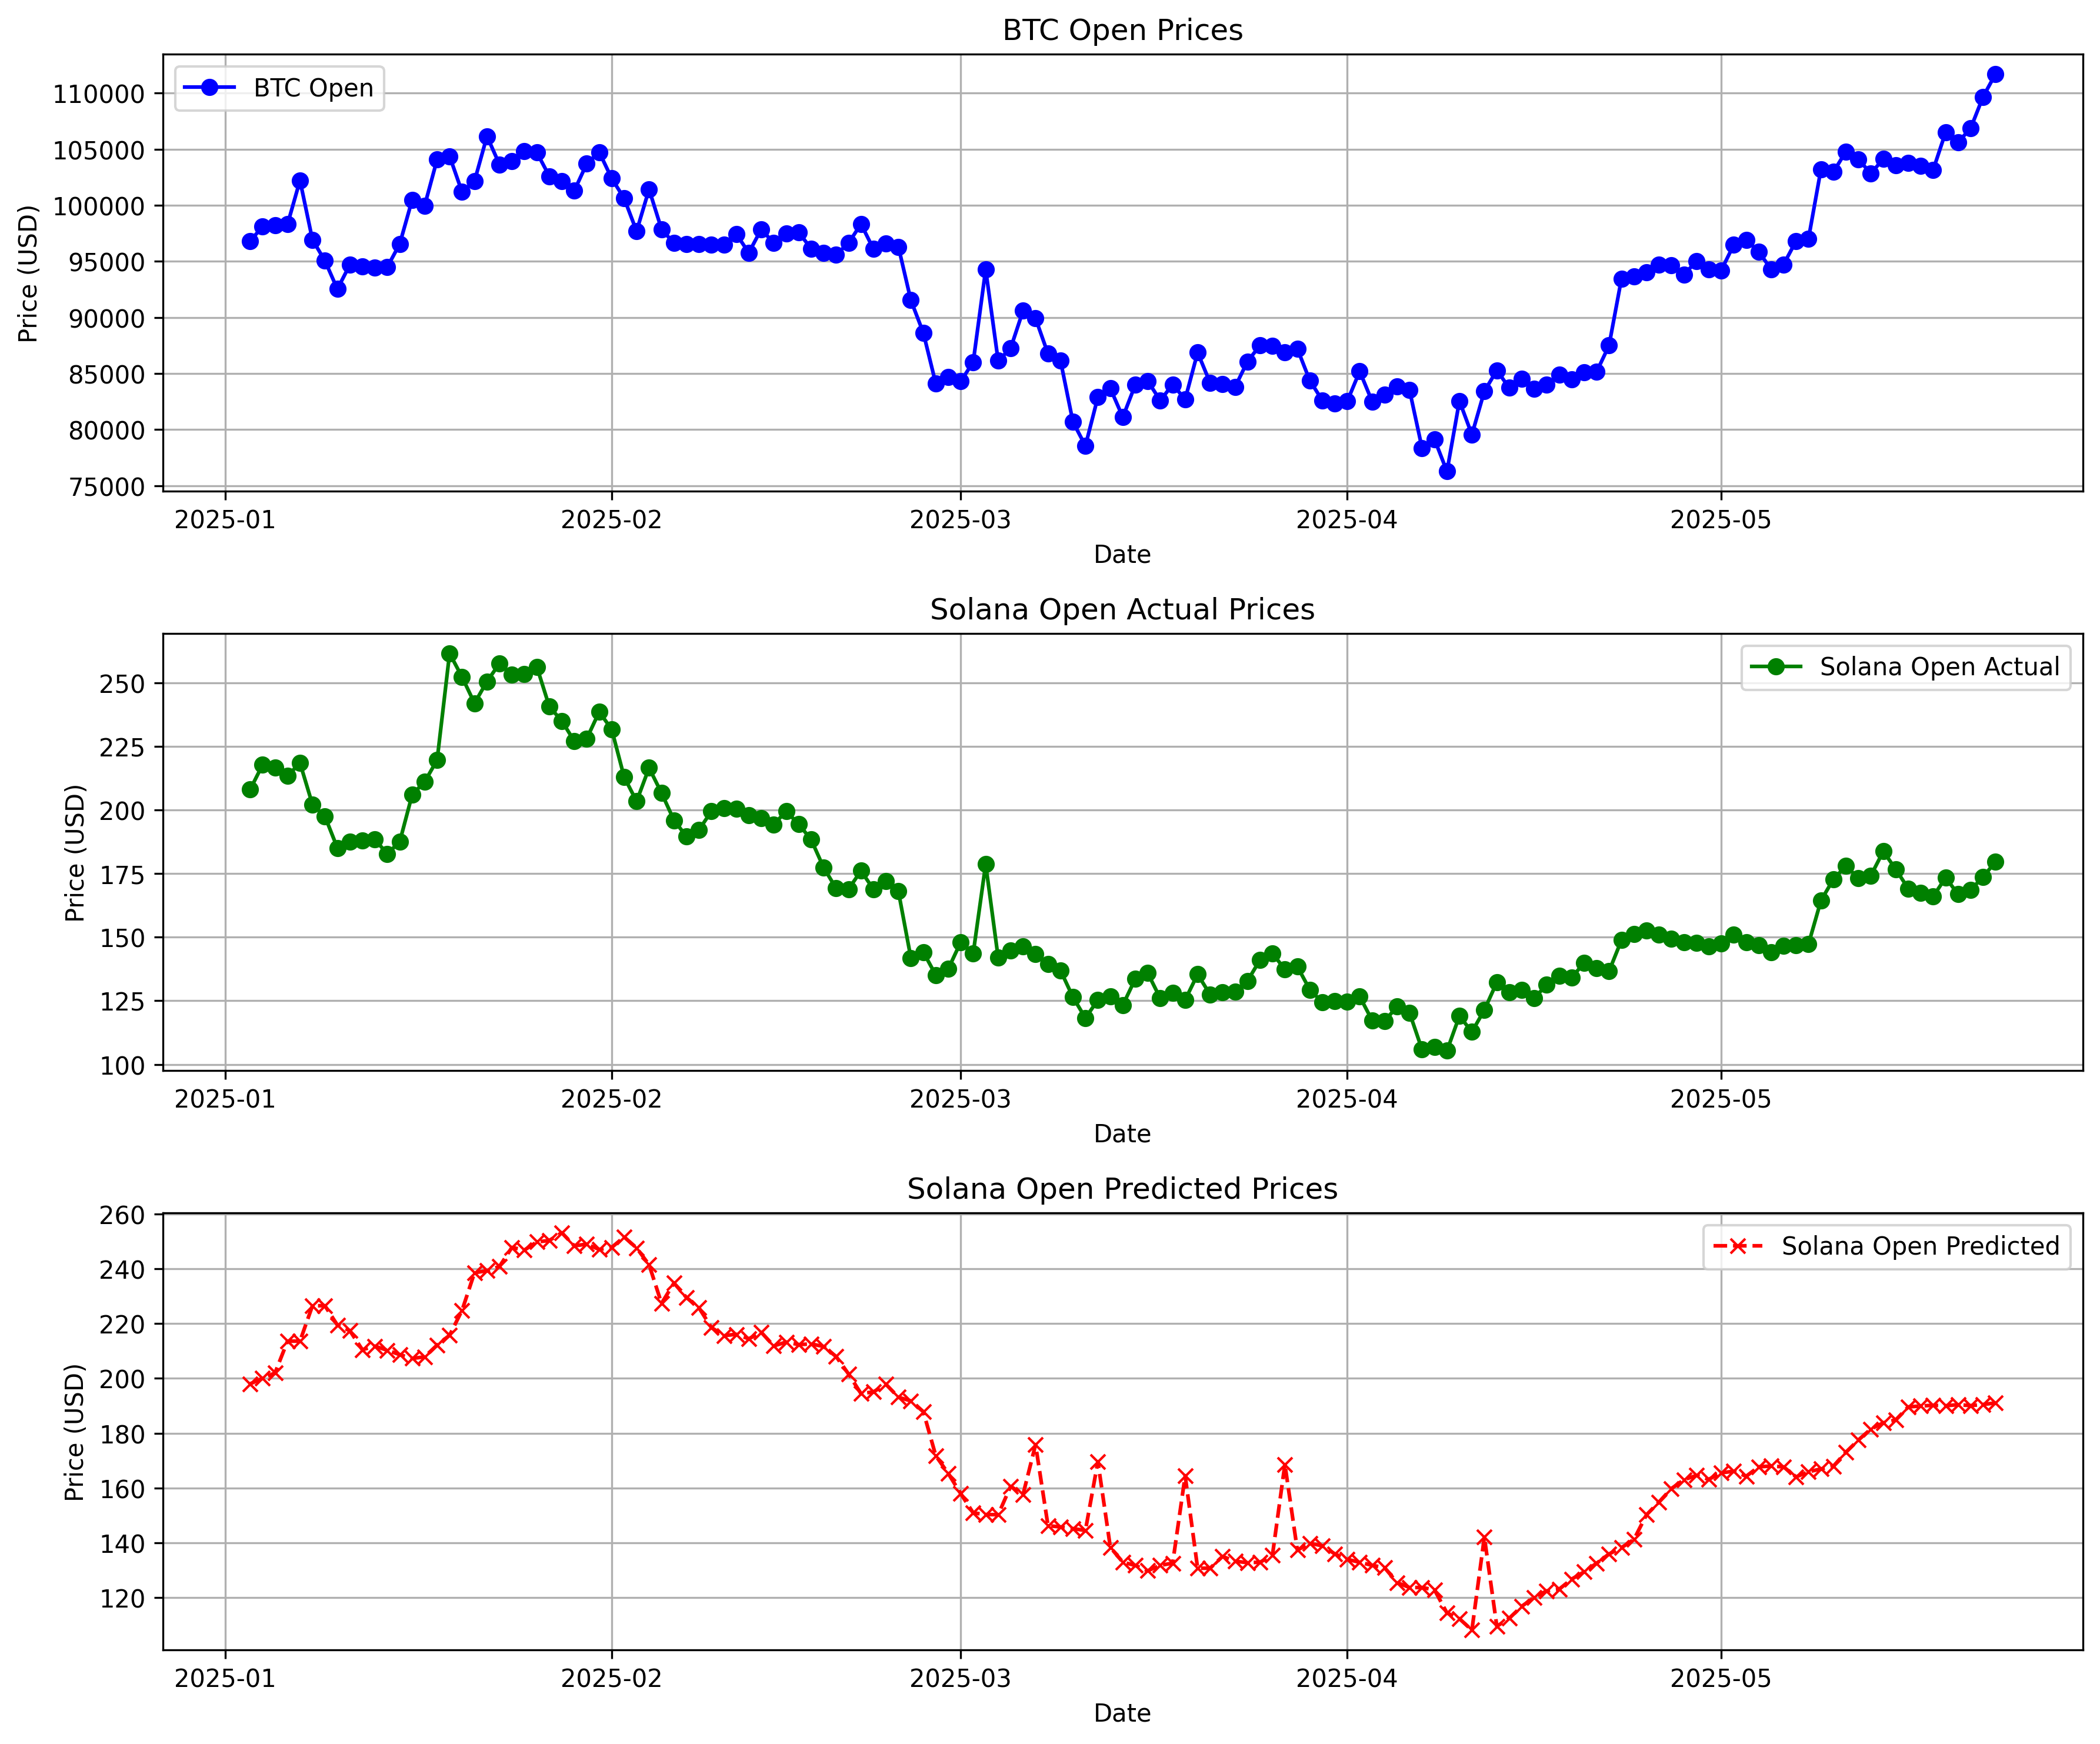 BTC Open Prices
BTC Open
110000
105000
100000
95000
90000
85000
80000
75000
Price (USD)
2025-01 2025-02 2025-03 2025-04 2025-05
Date
Solana Open Actual Prices
Solana Open Actual
250
225
200
175
150
125
100
Price (USD)
2025-01 2025-02 2025-03 2025-04 2025-05
Date
Solana Open Predicted Prices
Solana Open Predicted
260
240
220
200
180
160
140
120
Price (USD)
2025-01 2025-02 2025-03 2025-04 2025-05
Date